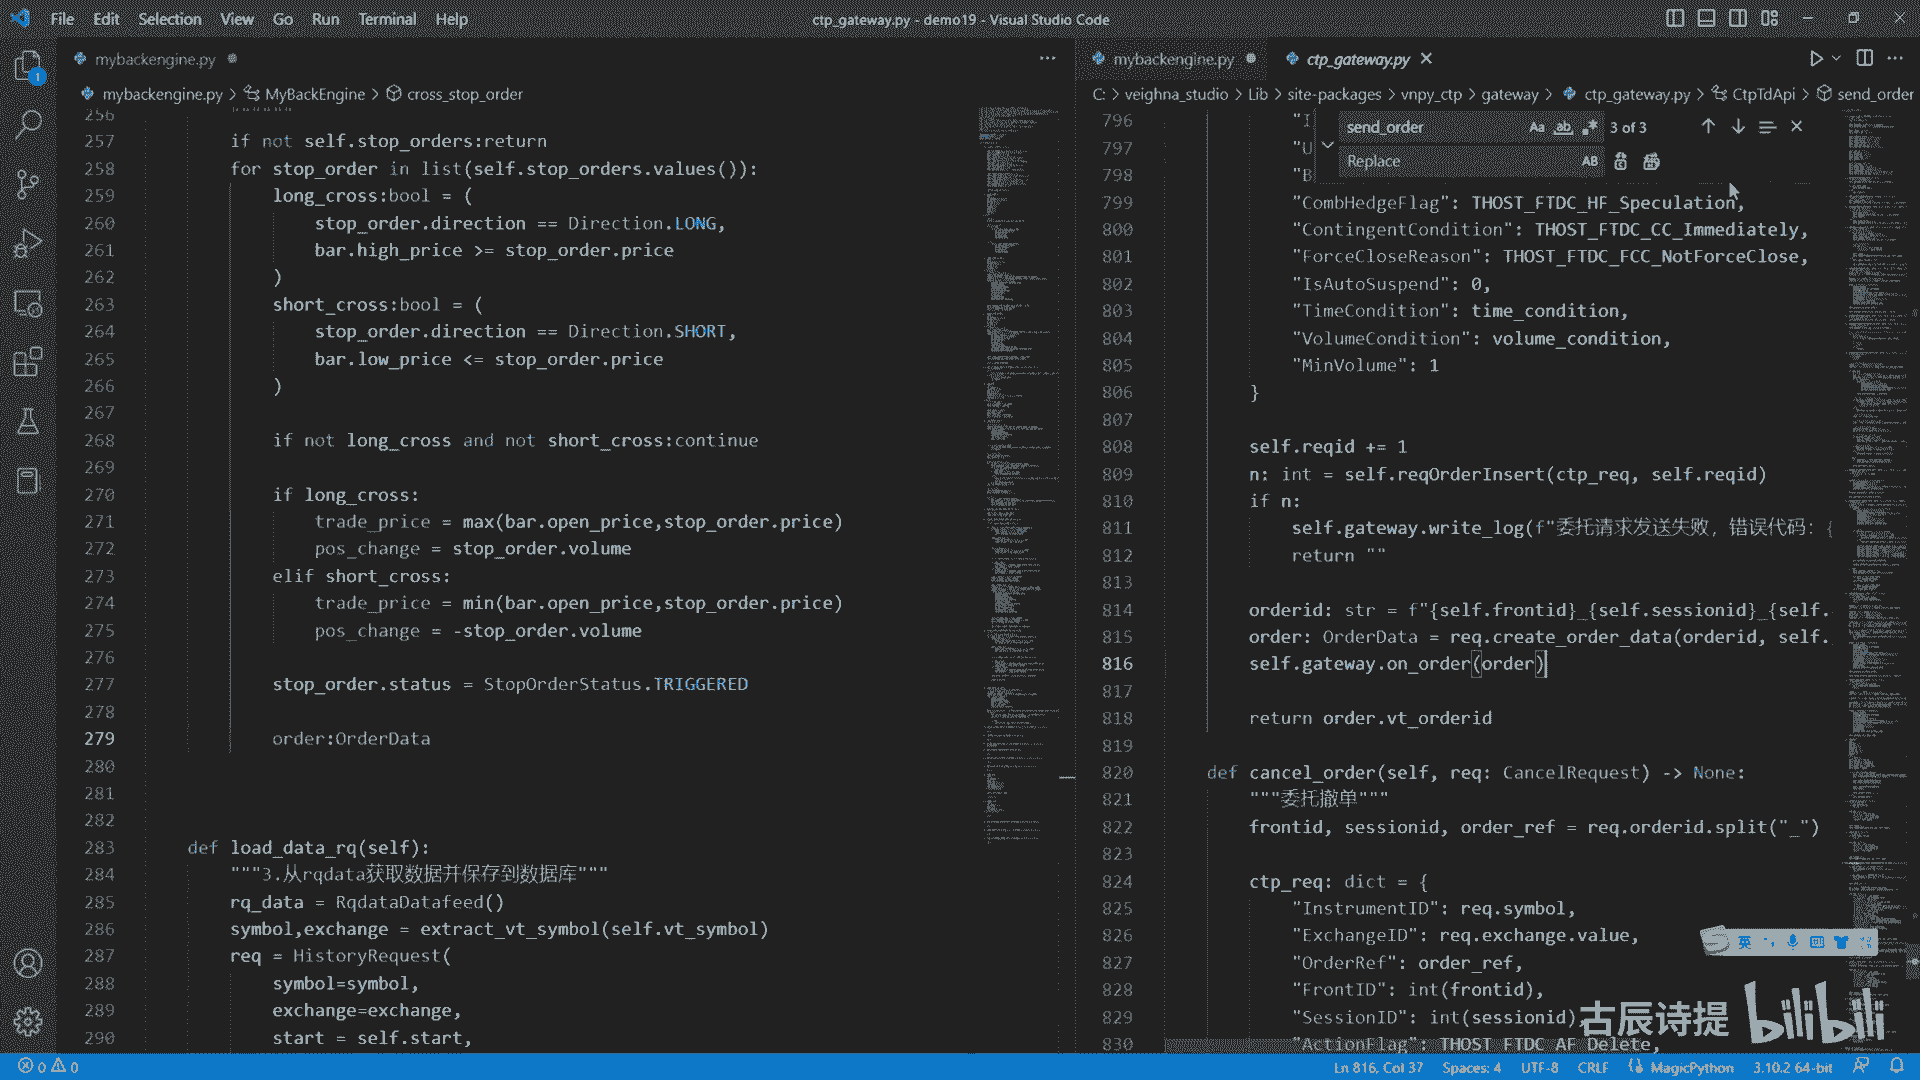 File Edit Selection View Go Run Terminal Help
ctp_gateway.py - demo19 - Visual Studio Code
mybackengine.py
mybackengine.py > MyBackEngine > cross_stop_order
256
257 if not self.stop_orders:return
258 for stop_order in list(self.stop_orders.values()):
259 long_cross:bool = (
260 stop_order.direction == Direction.LONG,
261 bar.high_price >= stop_order.price
262 )
263 short_cross:bool = (
264 stop_order.direction == Direction.SHORT,
265 bar.low_price <= stop_order.price
266 )
267
268 if not long_cross and not short_cross:continue
269
270 if long_cross:
271 trade_price = max(bar.open_price,stop_order.price)
272 pos_change = stop_order.volume
273 elif short_cross:
274 trade_price = min(bar.open_price,stop_order.price)
275 pos_change = -stop_order.volume
276
277 stop_order.status = StopOrderStatus.TRIGGERED
278
279 order:OrderData
280
281
282
283 def load_data_rq(self):
284 """3.从rqdata获取数据并保存到数据库"""
285 rq_data = RqdataDatafeed()
286 symbol,exchange = extract_vt_symbol(self.vt_symbol)
287 req = HistoryRequest(
288 symbol=symbol,
289 exchange=exchange,
290 start = self.start,
mybackengine.py ctp_gateway.py
C: > veighna_studio > Lib > site-packages > vnpy_ctp > gateway > ctp_gateway.py > CtpTdApi > send_order
send_order Aa ab 3 of 3
Replace AB
796 "I
797 "U
798 "B
799 "CombHedgeFlag": THOST_FTDC_HF_Speculation,
800 "ContingentCondition": THOST_FTDC_CC_Immediately,
801 "ForceCloseReason": THOST_FTDC_FCC_NotForceClose,
802 "IsAutoSuspend": 0,
803 "TimeCondition": time_condition,
804 "VolumeCondition": volume_condition,
805 "MinVolume": 1
806 }
807
808 self.reqid += 1
809 n: int = self.reqOrderInsert(ctp_req, self.reqid)
810 if n:
811 self.gateway.write_log(f"委托请求发送失败，错误代码：{
812 return ""
813
814 orderid: str = f"{self.frontid}_{self.sessionid}_{self.
815 order: OrderData = req.create_order_data(orderid, self.
816 self.gateway.on_order(order)
817
818 return order.vt_orderid
819
820 def cancel_order(self, req: CancelRequest) -> None:
821 """委托撤单"""
822 frontid, sessionid, order_ref = req.orderid.split("_")
823
824 ctp_req: dict = {
825 "InstrumentID": req.symbol,
826 "ExchangeID": req.exchange.value,
827 "OrderRef": order_ref,
828 "FrontID": int(frontid),
829 "SessionID": int(sessionid),
830 "ActionFlag": THOST_FTDC_AF_Delete,
英
古辰诗提 bilibili
0 0
Ln 816, Col 37 Spaces: 4 UTF-8 CRLF MagicPython 3.10.2 64-bit